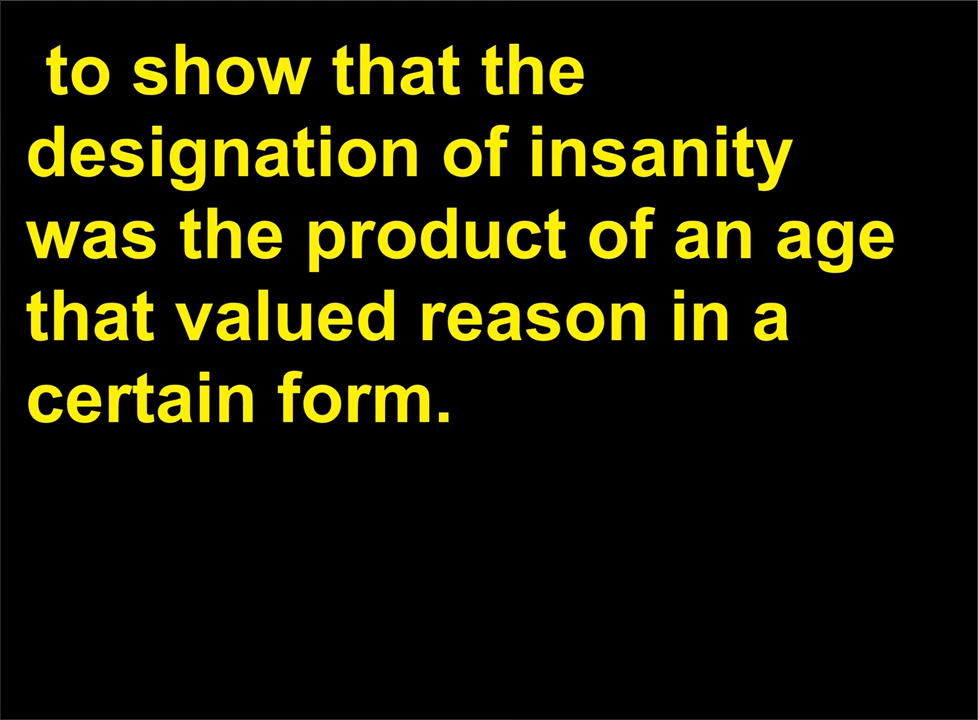 to show that the
designation of insanity
was the product of an age
that valued reason in a
certain form.